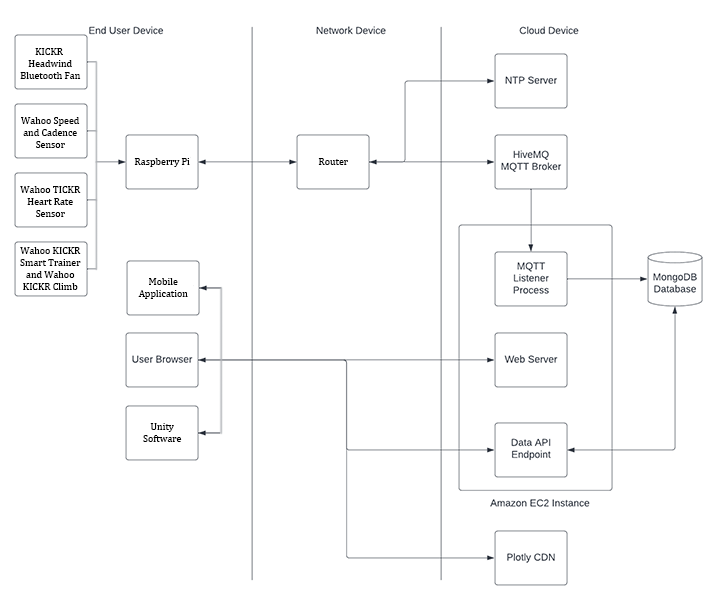 End User Device
Network Device
Cloud Device
KICKR
Headwind
Bluetooth Fan
NTP Server
Wahoo Speed
and Cadence
Sensor
Raspberry Pi
Router
HiveMQ
MQTT Broker
Wahoo TICKR
Heart Rate
Sensor
Wahoo KICKR
Smart Trainer
and Wahoo
KICKR Climb
MQTT
Listener
Process
MongoDB
Database
Mobile
Application
User Browser
Web Server
Unity
Software
Data API
Endpoint
Amazon EC2 Instance
Plotly CDN